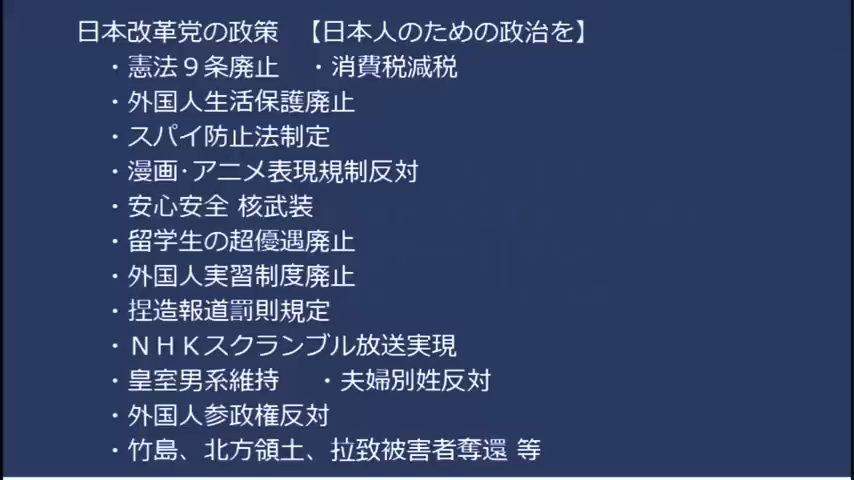 日本改革党の政策 【日本人のための政治を】
・憲法９条廃止 ・消費税減税
・外国人生活保護廃止
・スパイ防止法制定
・漫画･アニメ表現規制反対
・安心安全 核武装
・留学生の超優遇廃止
・外国人実習制度廃止
・捏造報道罰則規定
・ＮＨＫスクランブル放送実現
・皇室男系維持 ・夫婦別姓反対
・外国人参政権反対
・竹島、北方領土、拉致被害者奪還 等